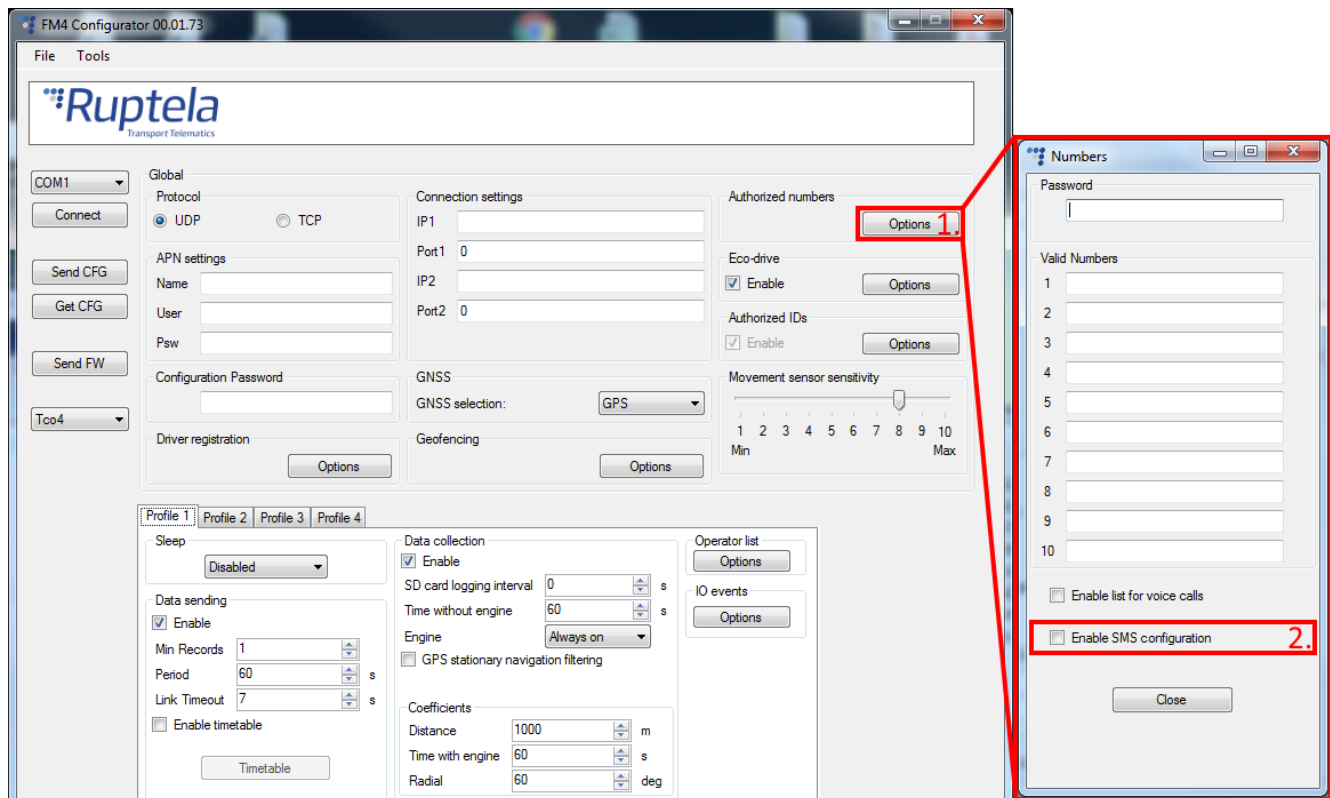 FM4 Configurator 00.01.73
File Tools
Ruptela
Transport Telematics
COM1
Connect
Send CFG
Get CFG
Send FW
Tco4
Global
Protocol
UDP TCP
APN settings
Name
User
Psw
Configuration Password
Driver registration
Options
Connection settings
IP1
Port1 0
IP2
Port2 0
GNSS
GNSS selection: GPS
Geofencing
Options
Authorized numbers
Options 1.
Eco-drive
Enable Options
Authorized IDs
Enable Options
Movement sensor sensitivity
1 2 3 4 5 6 7 8 9 10
Min Max
Profile 1 Profile 2 Profile 3 Profile 4
Sleep
Disabled
Data sending
Enable
Min Records 1
Period 60 s
Link Timeout 7 s
Enable timetable
Timetable
Data collection
Enable
SD card logging interval 0 s
Time without engine 60 s
Engine Always on
GPS stationary navigation filtering
Coefficients
Distance 1000 m
Time with engine 60 s
Radial 60 deg
Operator list
Options
IO events
Options
Numbers
Password
Valid Numbers
1
2
3
4
5
6
7
8
9
10
Enable list for voice calls
Enable SMS configuration 2.
Close